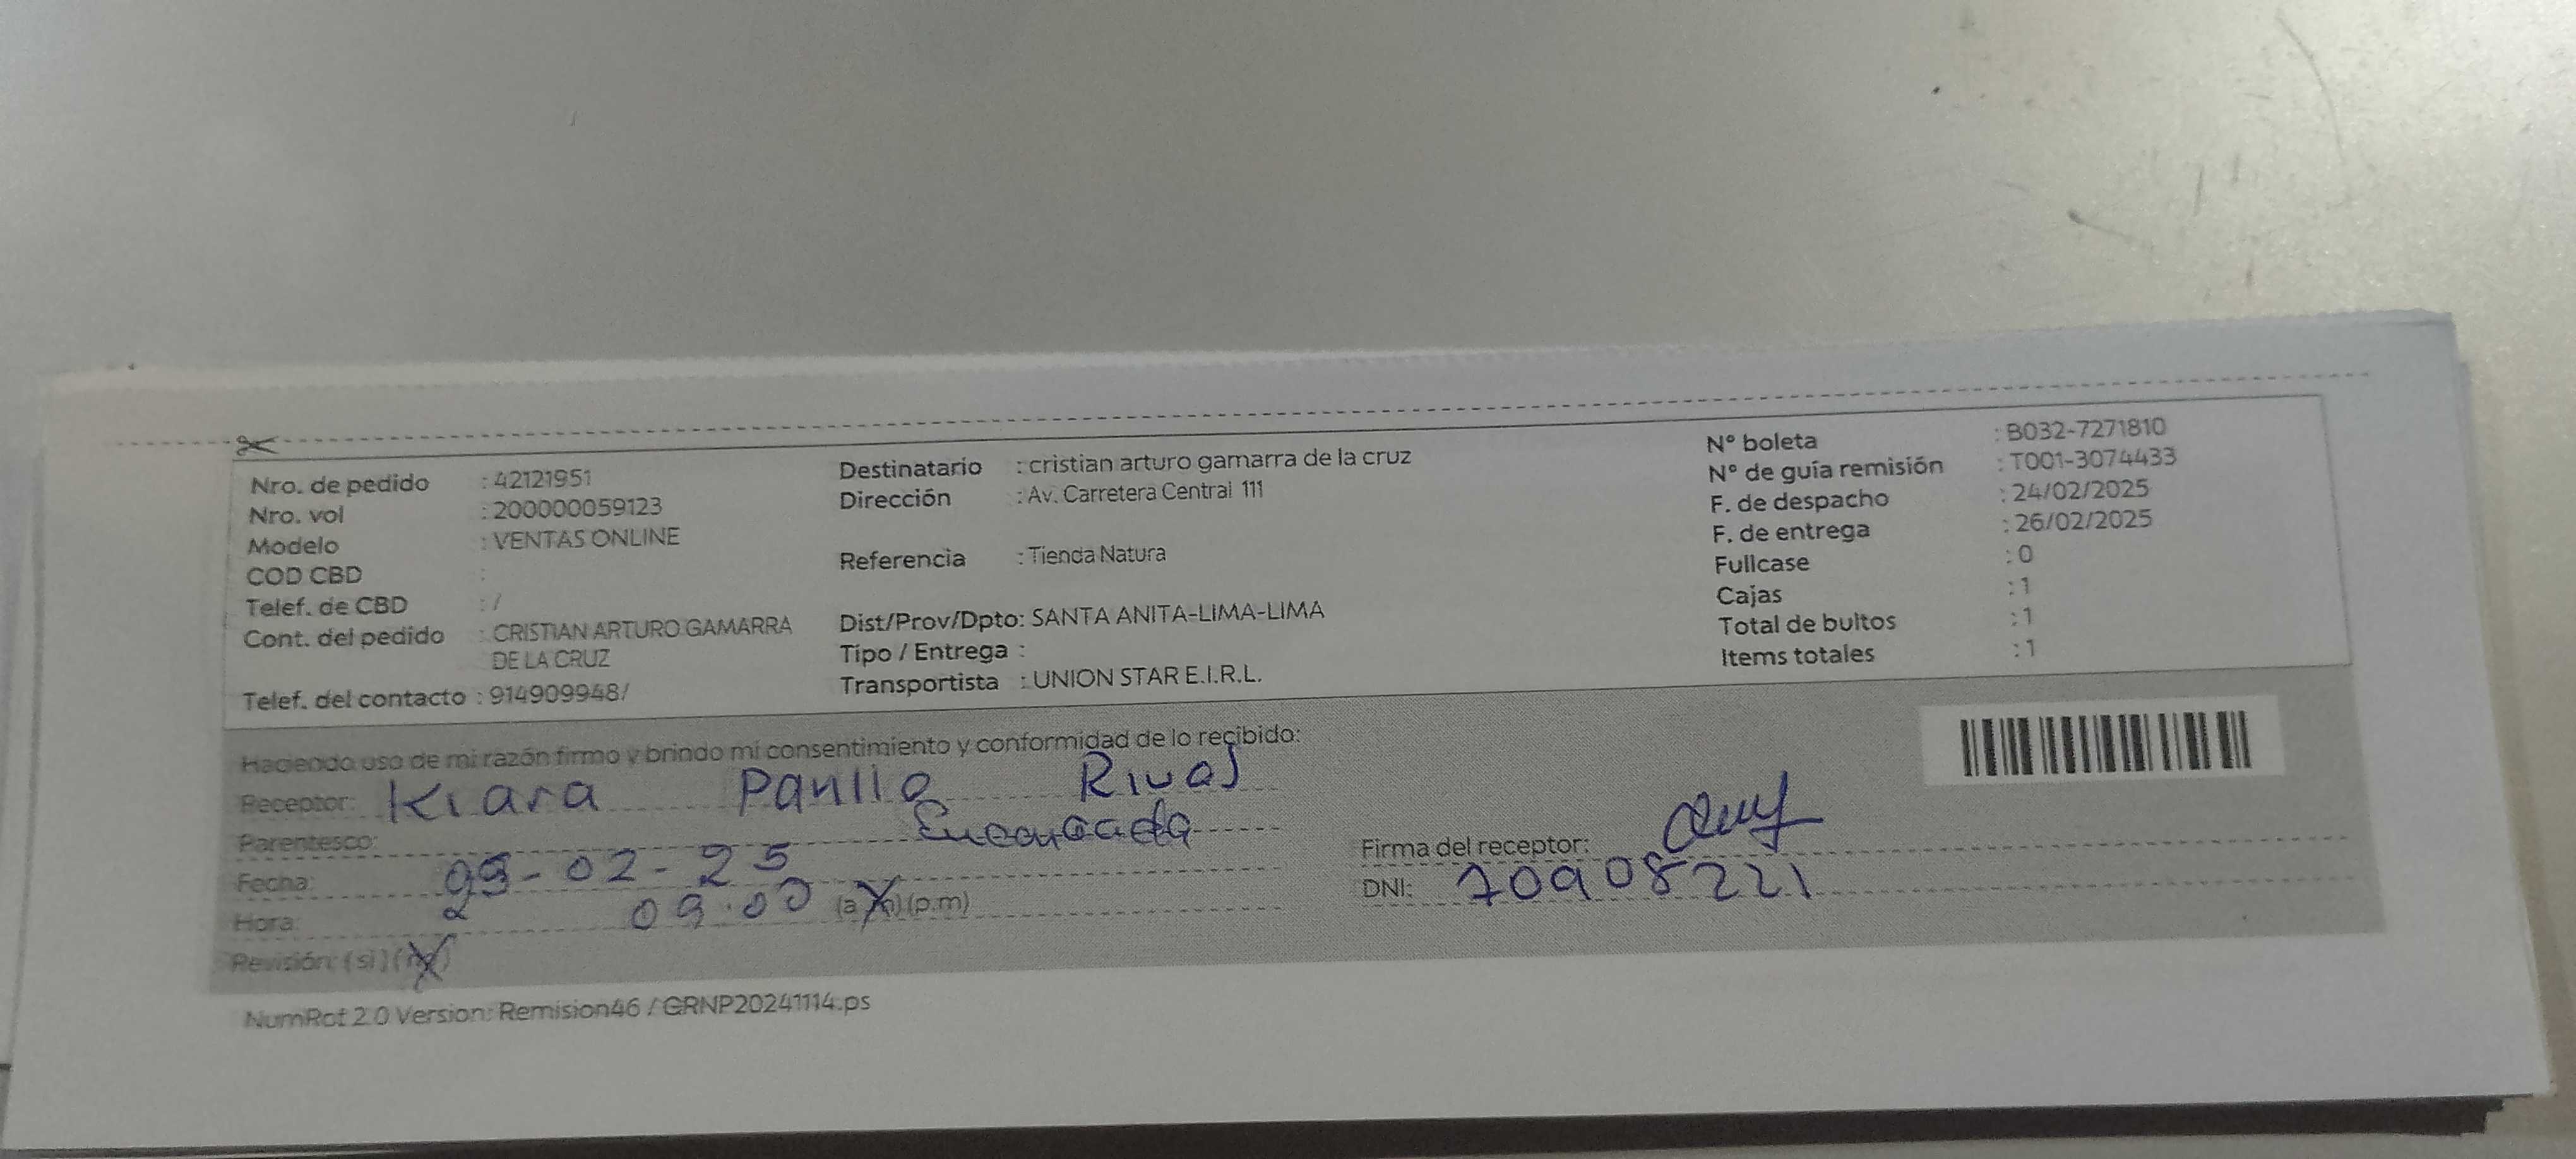 Nro. de pedido : 42121951
Nro. vol : 200000059123
Modelo : VENTAS ONLINE
COD CBD :
Telef. de CBD : /
Cont. del pedido : CRISTIAN ARTURO GAMARRA
DE LA CRUZ
Telef. del contacto : 914909948/
Destinatario : cristian arturo gamarra de la cruz
Dirección : Av. Carretera Central 111
Referencia : Tienda Natura
Dist/Prov/Dpto: SANTA ANITA-LIMA-LIMA
Tipo / Entrega :
Transportista : UNION STAR E.I.R.L.
N° boleta : B032-7271810
N° de guía remisión : T001-3074433
F. de despacho : 24/02/2025
F. de entrega : 26/02/2025
Fullcase : 0
Cajas : 1
Total de bultos : 1
Items totales : 1
Haciendo uso de mi razón firmo y brindo mi consentimiento y conformidad de lo recibido:
Receptor: Kiara Rivas
Parentesco: Encargada
Fecha: -02-25
Hora: 09:00 (a.m) (p.m)
Revisión: (si) (no)
Firma del receptor:
DNI: 70908221
NumRot 2.0 Version: Remision46 / GRNP20241114.ps